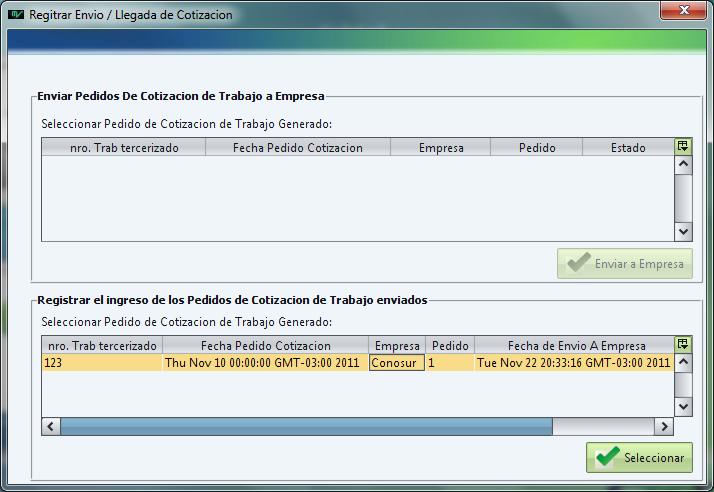 Regitrar Envio / Llegada de Cotizacion
Enviar Pedidos De Cotizacion de Trabajo a Empresa
Seleccionar Pedido de Cotizacion de Trabajo Generado:
nro. Trab tercerizado Fecha Pedido Cotizacion Empresa Pedido Estado
Enviar a Empresa
Registrar el ingreso de los Pedidos de Cotizacion de Trabajo enviados
Seleccionar Pedido de Cotizacion de Trabajo Generado:
nro. Trab tercerizado Fecha Pedido Cotizacion Empresa Pedido Fecha de Envio A Empresa
123 Thu Nov 10 00:00:00 GMT-03:00 2011 Conosur 1 Tue Nov 22 20:33:16 GMT-03:00 2011
Seleccionar